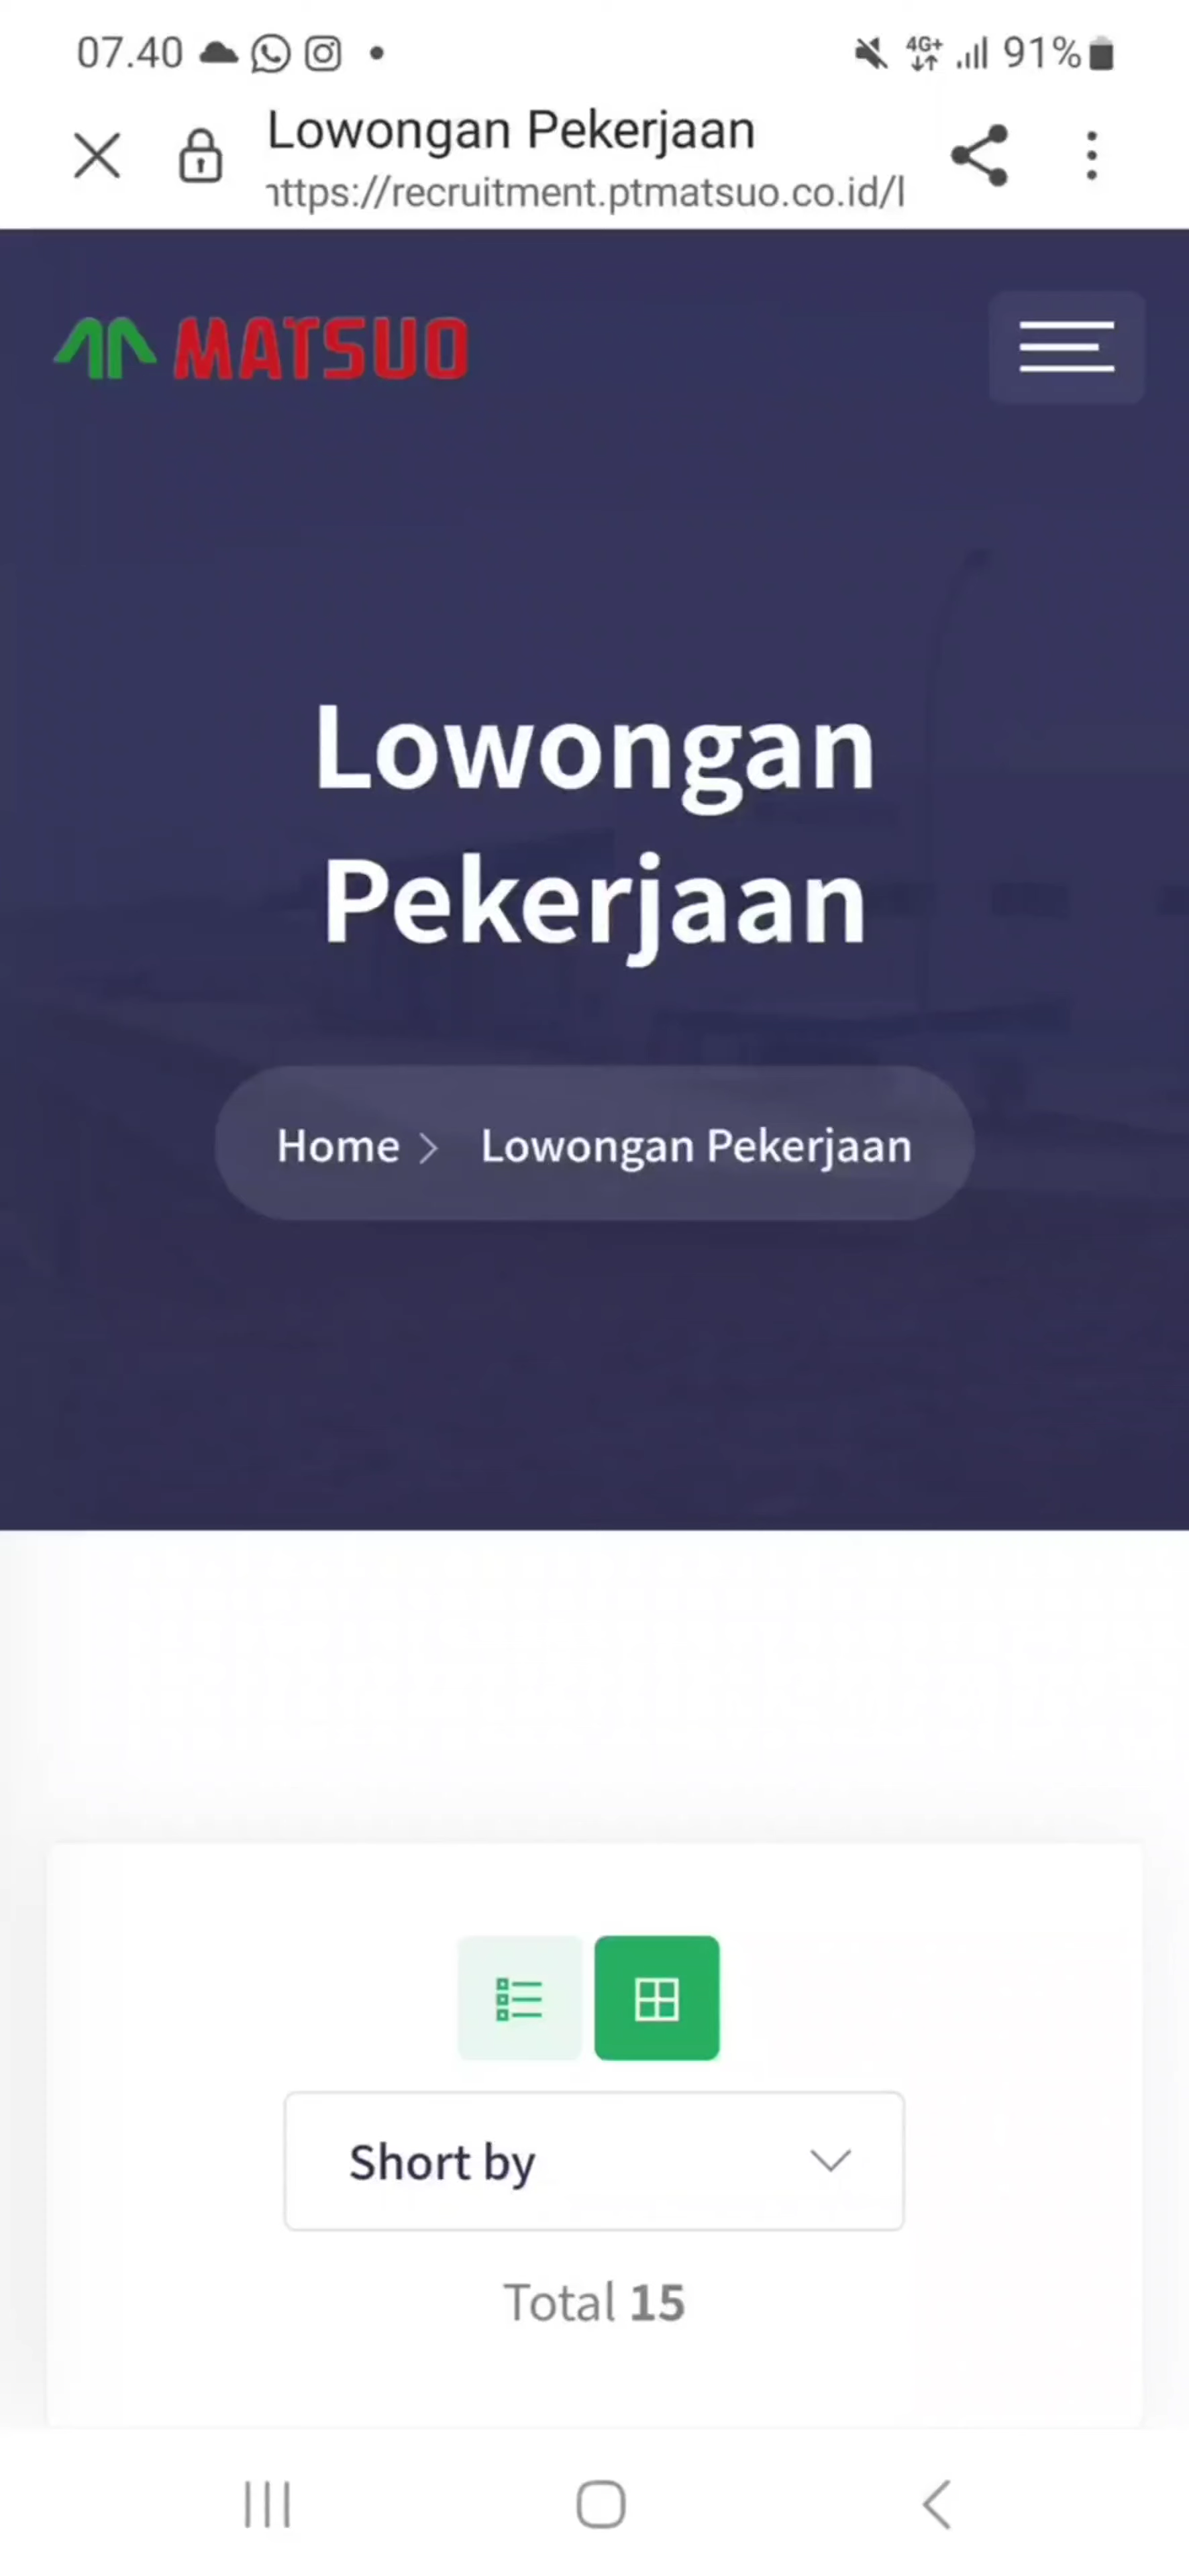 07.40 4G+ 91%
Lowongan Pekerjaan
https://recruitment.ptmatsuo.co.id/l
MATSUO
Lowongan
Pekerjaan
Home > Lowongan Pekerjaan
Short by
Total 15